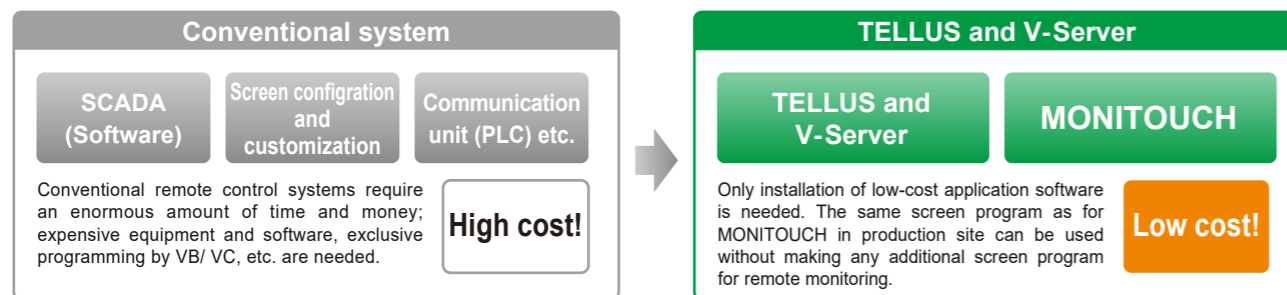 Conventional system
SCADA
(Software)
Screen configration
and
customization
Communication
unit (PLC) etc.
Conventional remote control systems require
an enormous amount of time and money;
expensive equipment and software, exclusive
programming by VB/ VC, etc. are needed.
High cost!
TELLUS and V-Server
TELLUS and
V-Server
MONITOUCH
Only installation of low-cost application software
is needed. The same screen program as for
MONITOUCH in production site can be used
without making any additional screen program
for remote monitoring.
Low cost!